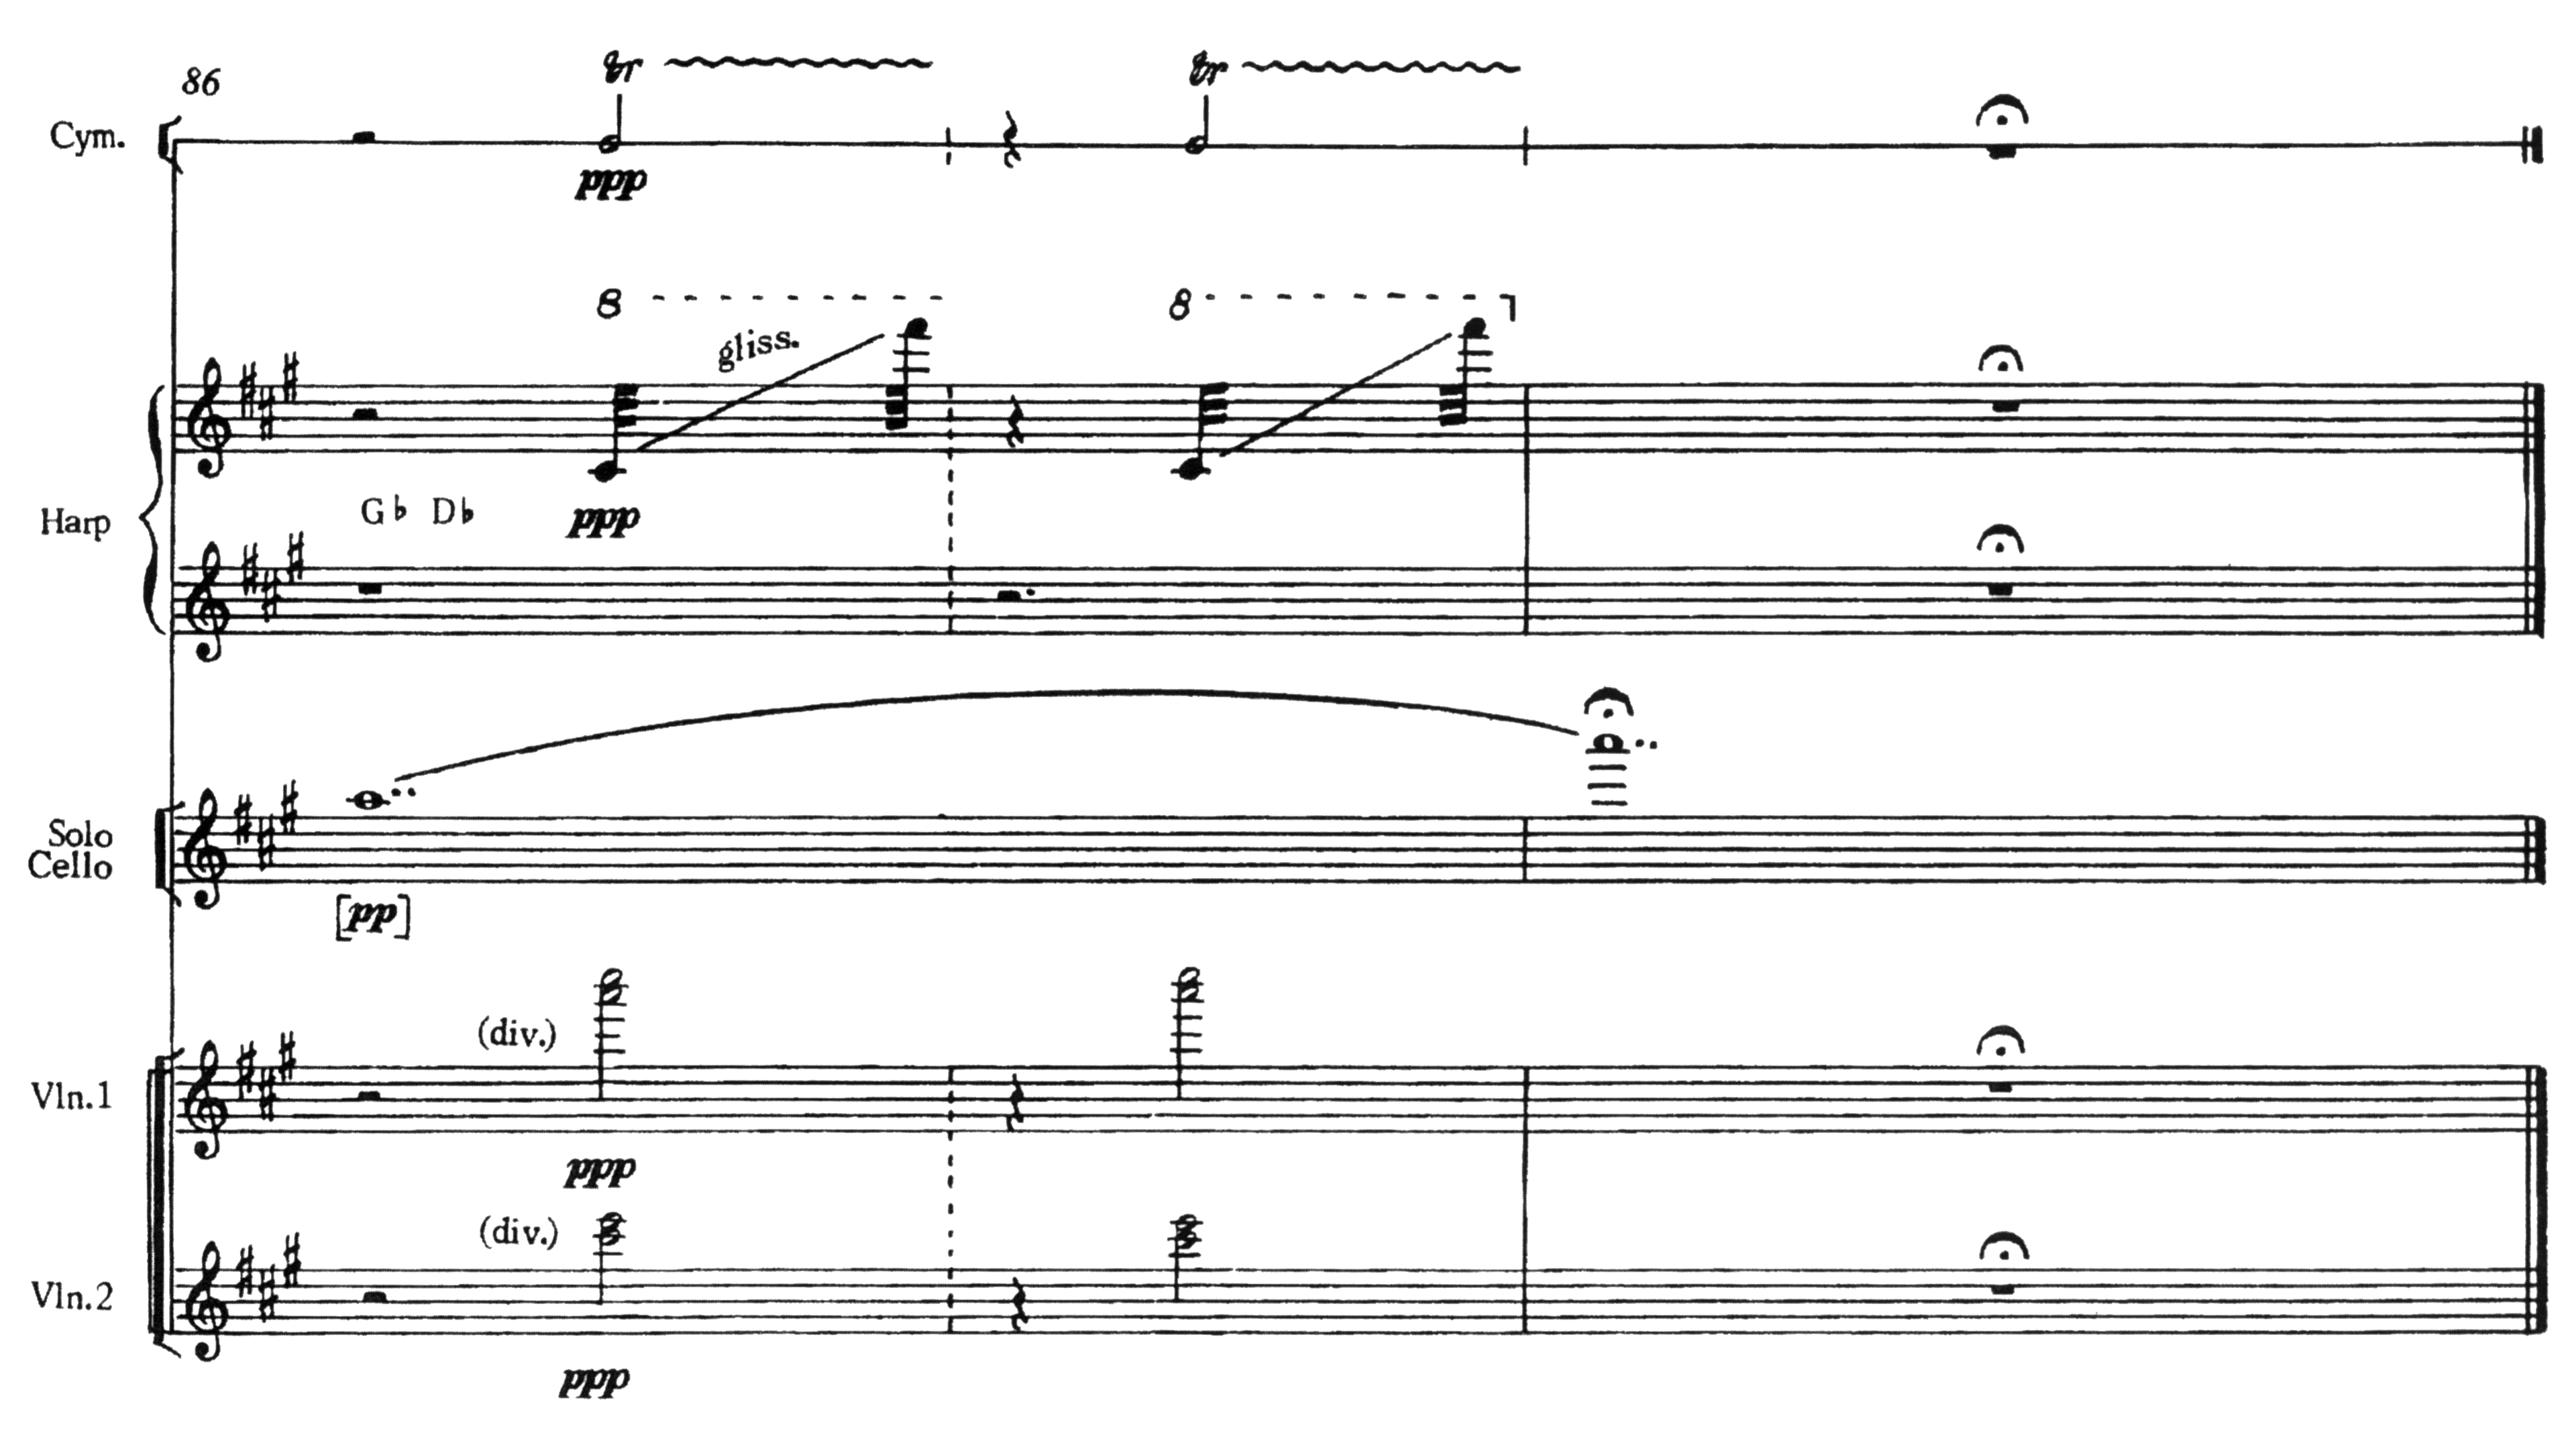 86
tr
tr
Cym.
ppp
8
8
gliss.
Harp
G♭ D♭
ppp
Solo
Cello
[pp]
(div.)
Vln.1
ppp
(div.)
Vln.2
ppp